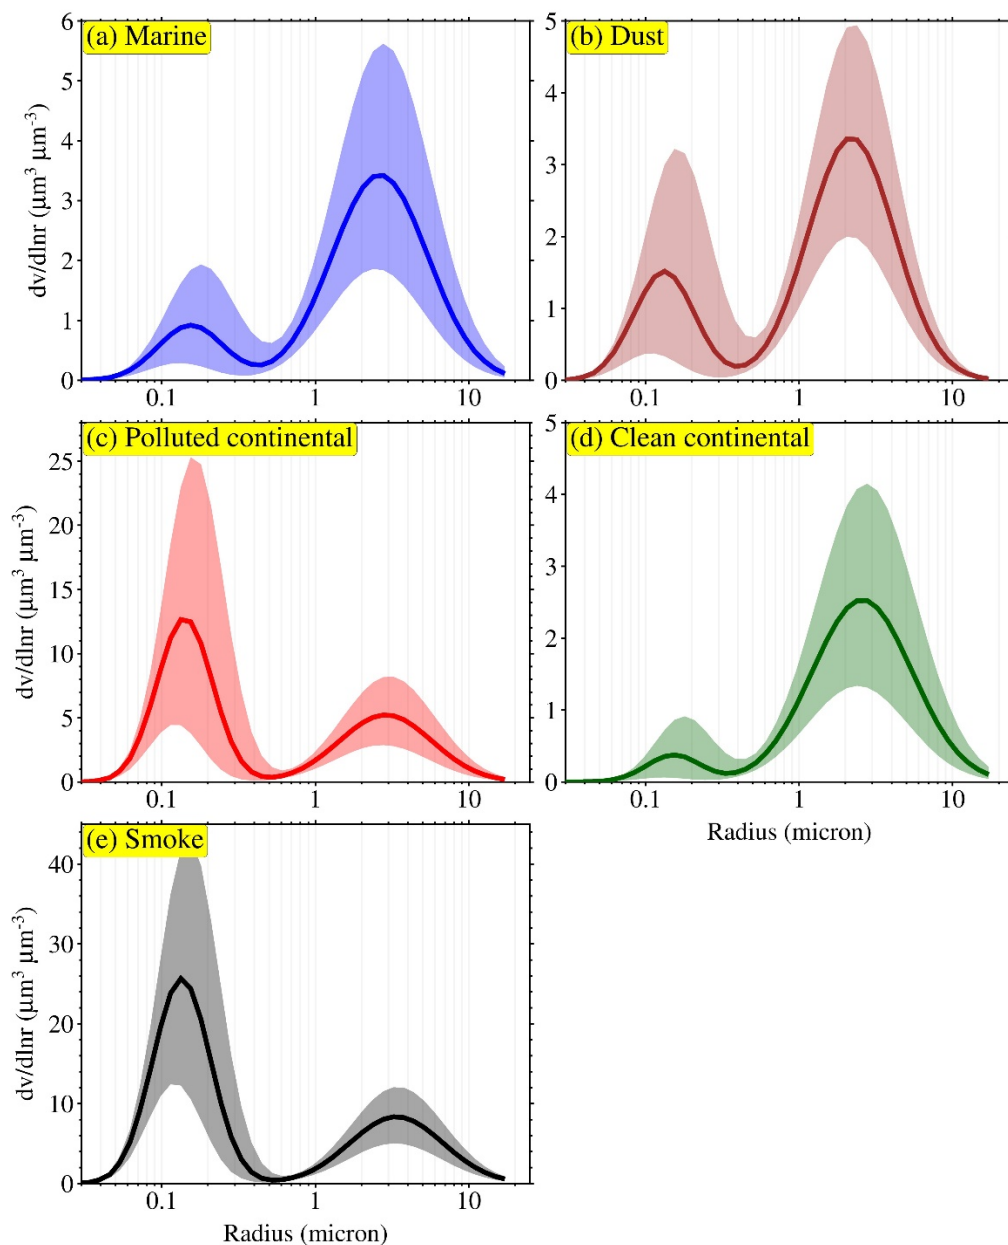 (a) Marine
6
5
4
3
2
1
0
dv/dlnr (μm³ μm⁻³)
0.1 1 10
(b) Dust
5
4
3
2
1
0
0.1 1 10
(c) Polluted continental
25
20
15
10
5
0
dv/dlnr (μm³ μm⁻³)
0.1 1 10
(d) Clean continental
5
4
3
2
1
0
0.1 1 10
Radius (micron)
(e) Smoke
40
30
20
10
0
dv/dlnr (μm³ μm⁻³)
0.1 1 10
Radius (micron)